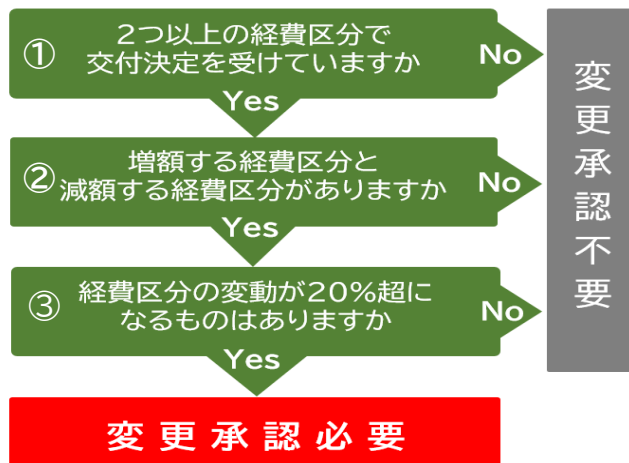 ①
2つ以上の経費区分で
交付決定を受けていますか
No
Yes
②
増額する経費区分と
減額する経費区分がありますか
No
Yes
③
経費区分の変動が20%超に
なるものはありますか
No
Yes
変更承認必要
変更承認不要